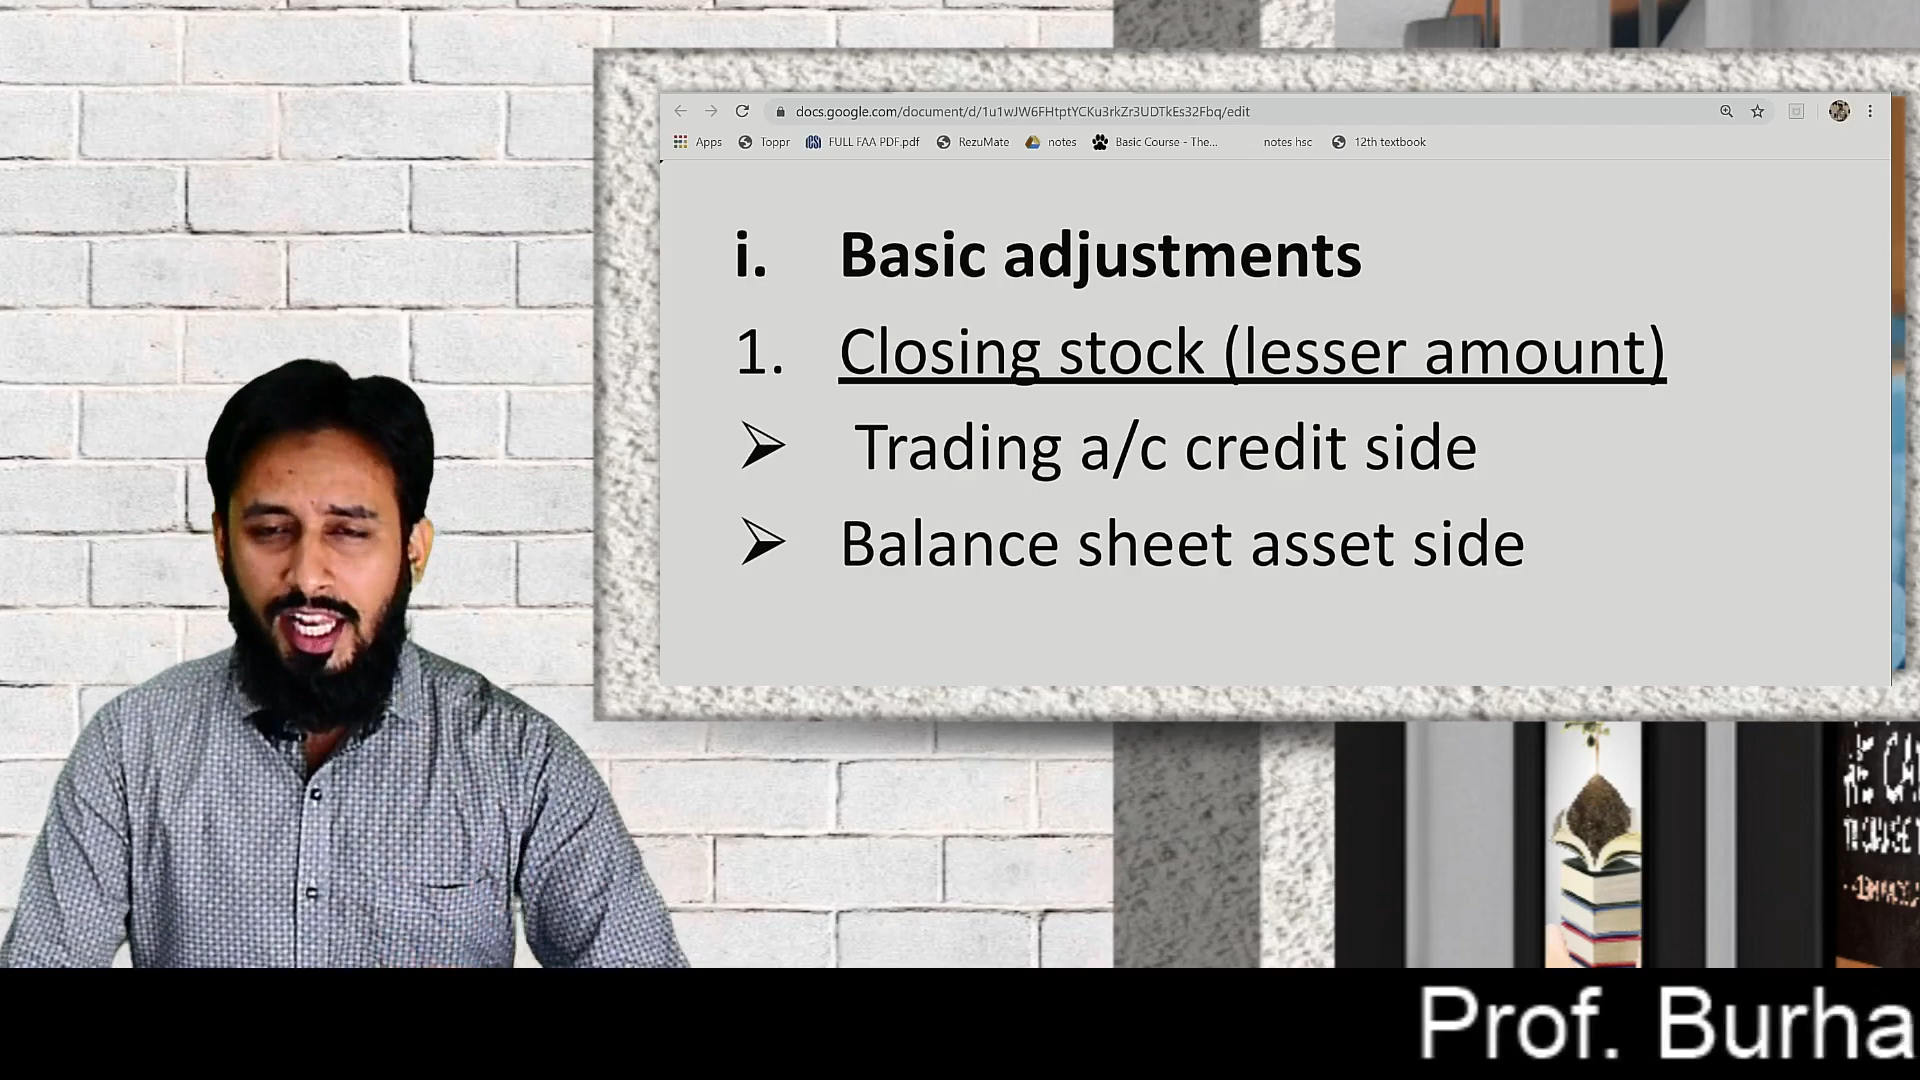 docs.google.com/document/d/1u1wJW6FHtptYCKu3rkZr3UDTkEs32Fbq/edit
Apps Toppr FULL FAA PDF.pdf RezuMate notes Basic Course - The... notes hsc 12th textbook
i. Basic adjustments
1. Closing stock (lesser amount)
➢ Trading a/c credit side
➢ Balance sheet asset side
Prof. Burha